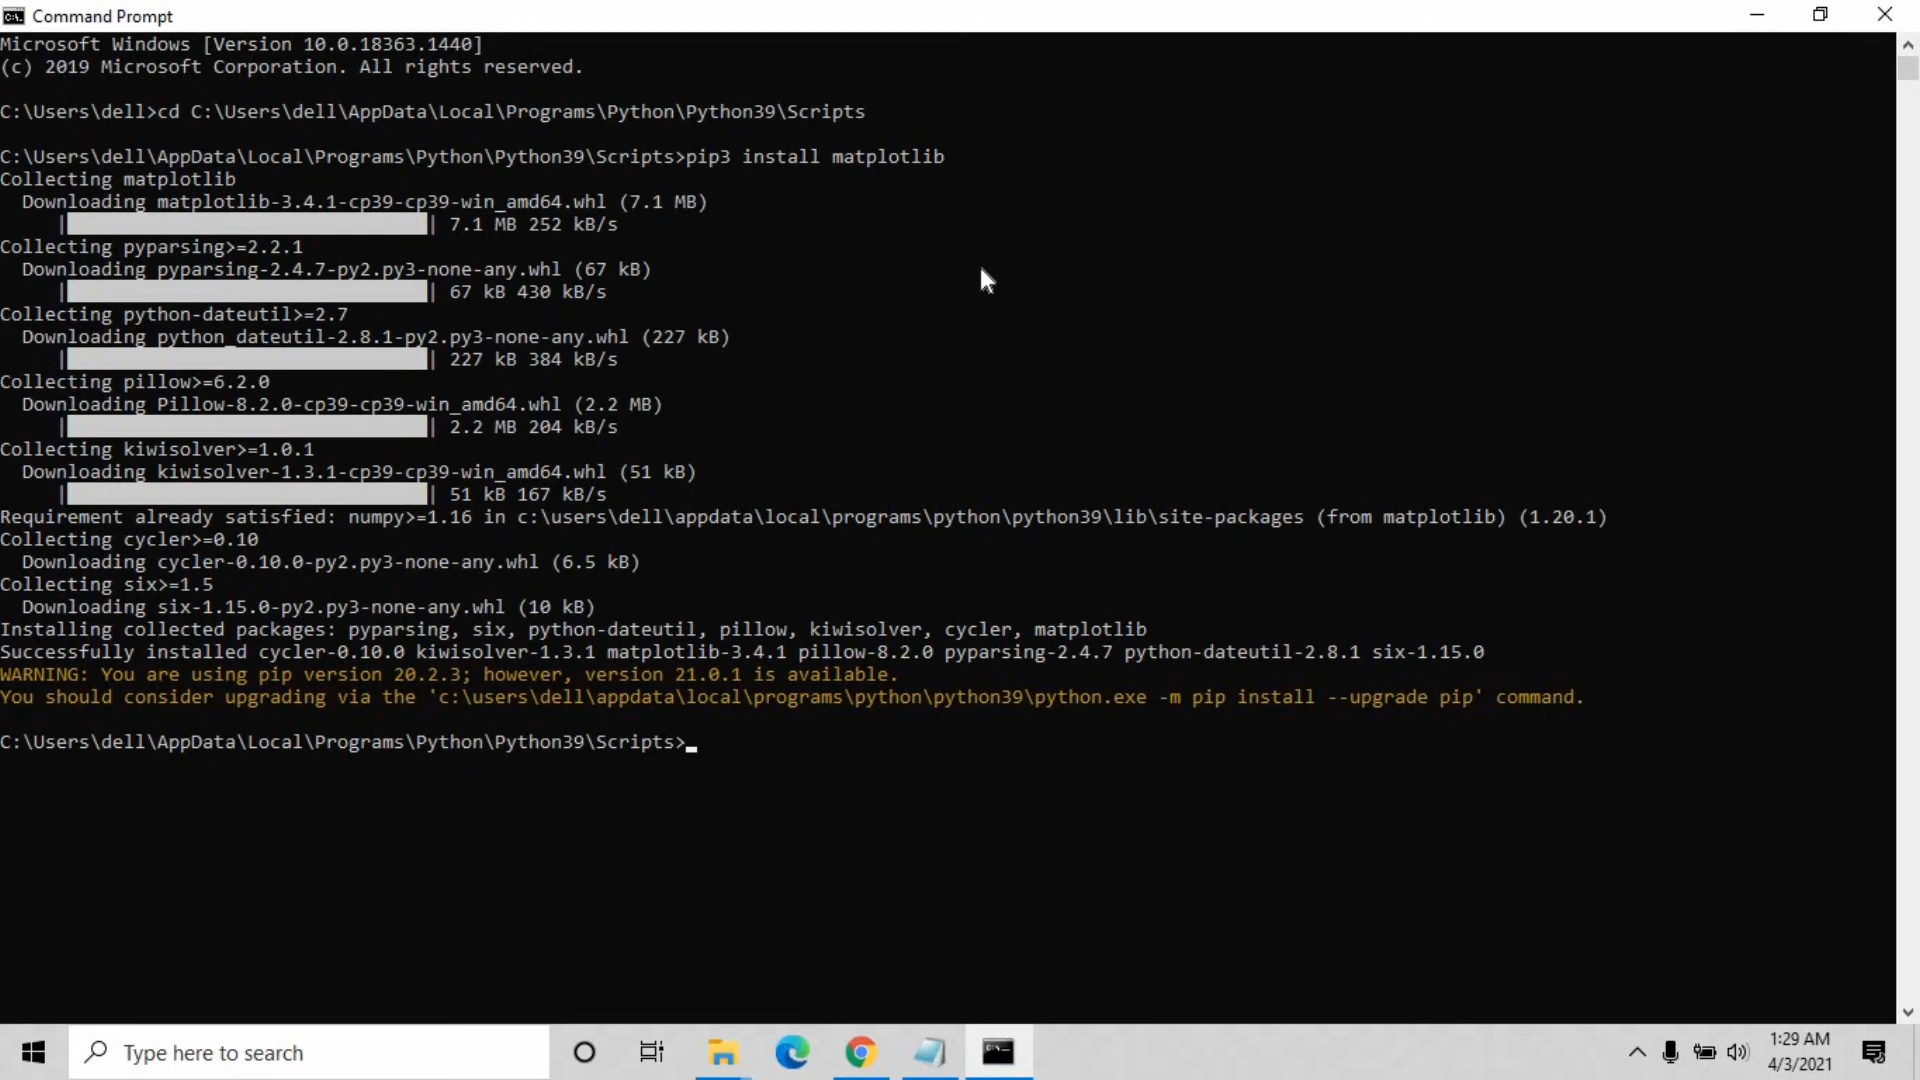 Command Prompt
Microsoft Windows [Version 10.0.18363.1440]
(c) 2019 Microsoft Corporation. All rights reserved.
C:\Users\dell>cd C:\Users\dell\AppData\Local\Programs\Python\Python39\Scripts
C:\Users\dell\AppData\Local\Programs\Python\Python39\Scripts>pip3 install matplotlib
Collecting matplotlib
Downloading matplotlib-3.4.1-cp39-cp39-win_amd64.whl (7.1 MB)
|████████████████████████████████| 7.1 MB 252 kB/s
Collecting pyparsing>=2.2.1
Downloading pyparsing-2.4.7-py2.py3-none-any.whl (67 kB)
|████████████████████████████████| 67 kB 430 kB/s
Collecting python-dateutil>=2.7
Downloading python_dateutil-2.8.1-py2.py3-none-any.whl (227 kB)
|████████████████████████████████| 227 kB 384 kB/s
Collecting pillow>=6.2.0
Downloading Pillow-8.2.0-cp39-cp39-win_amd64.whl (2.2 MB)
|████████████████████████████████| 2.2 MB 204 kB/s
Collecting kiwisolver>=1.0.1
Downloading kiwisolver-1.3.1-cp39-cp39-win_amd64.whl (51 kB)
|████████████████████████████████| 51 kB 167 kB/s
Requirement already satisfied: numpy>=1.16 in c:\users\dell\appdata\local\programs\python\python39\lib\site-packages (from matplotlib) (1.20.1)
Collecting cycler>=0.10
Downloading cycler-0.10.0-py2.py3-none-any.whl (6.5 kB)
Collecting six>=1.5
Downloading six-1.15.0-py2.py3-none-any.whl (10 kB)
Installing collected packages: pyparsing, six, python-dateutil, pillow, kiwisolver, cycler, matplotlib
Successfully installed cycler-0.10.0 kiwisolver-1.3.1 matplotlib-3.4.1 pillow-8.2.0 pyparsing-2.4.7 python-dateutil-2.8.1 six-1.15.0
WARNING: You are using pip version 20.2.3; however, version 21.0.1 is available.
You should consider upgrading via the 'c:\users\dell\appdata\local\programs\python\python39\python.exe -m pip install --upgrade pip' command.
C:\Users\dell\AppData\Local\Programs\Python\Python39\Scripts>_
Type here to search
1:29 AM
4/3/2021